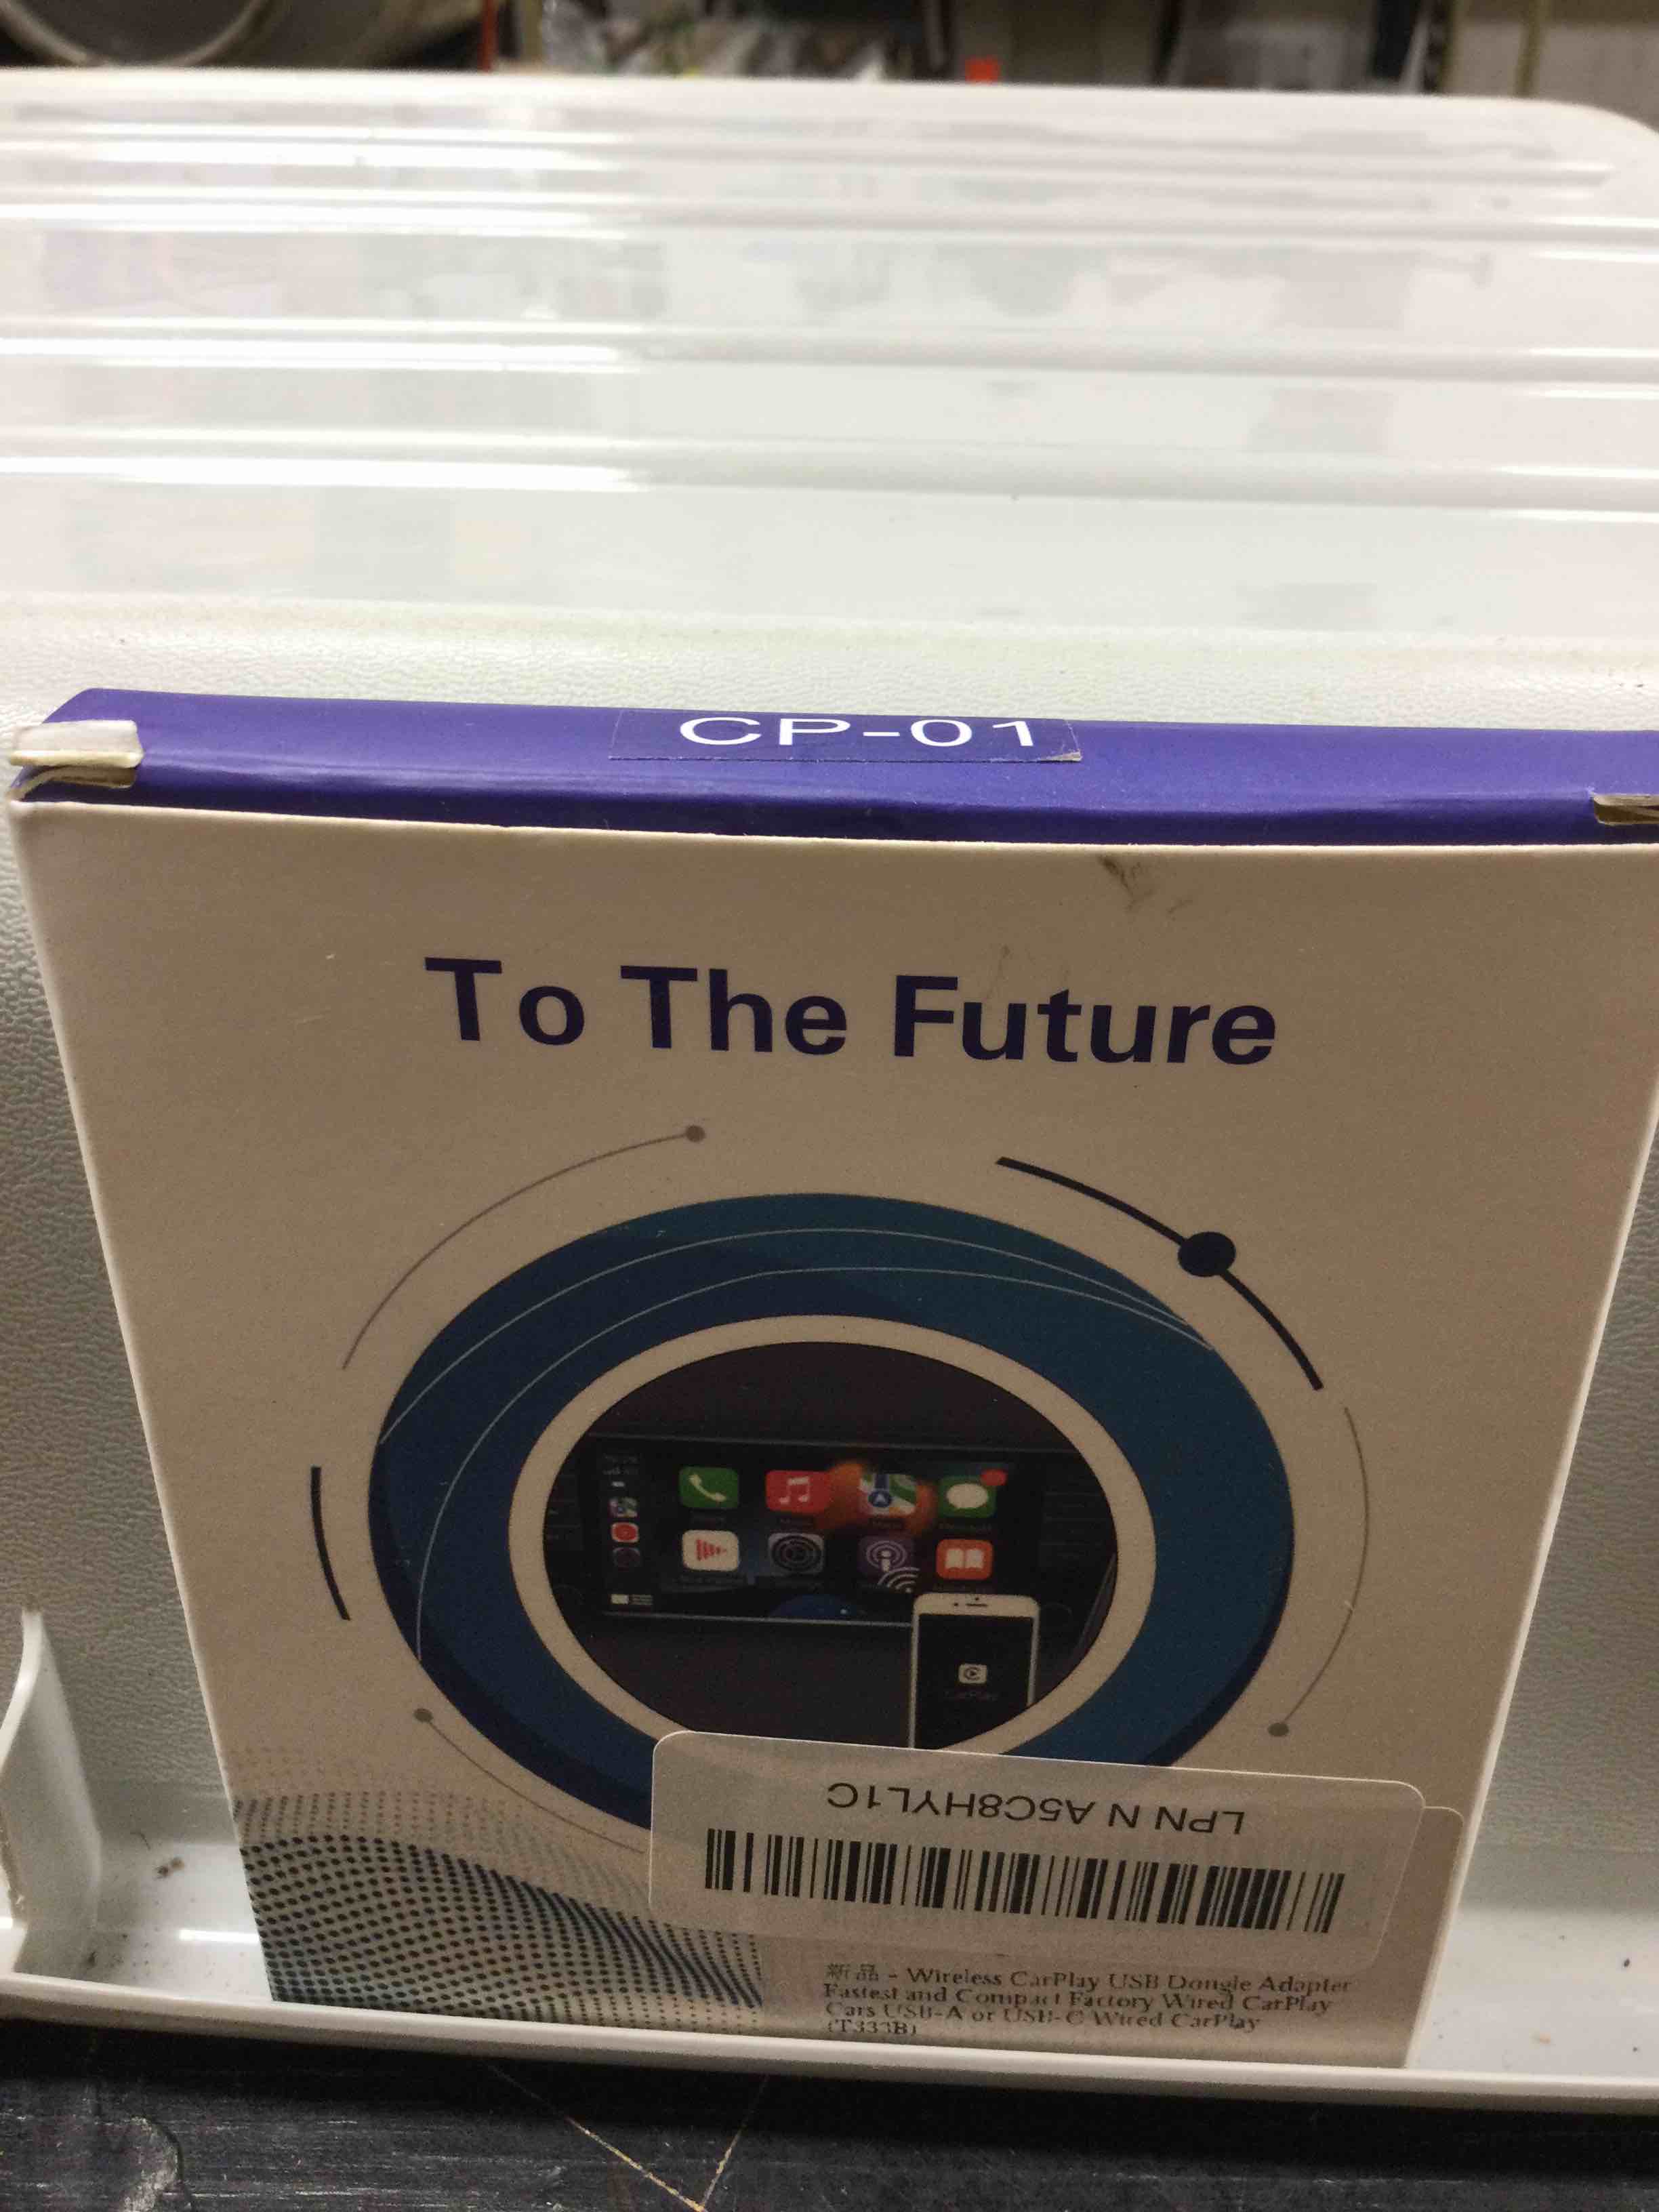 CP-01
To The Future
CarPlay
LPN N A5C8HYL1C
新品 - Wireless CarPlay USB Dongle Adapter
Fastest and Compact Factory Wired CarPlay
Cars USB-A or USB-C Wired CarPlay
(T333B)